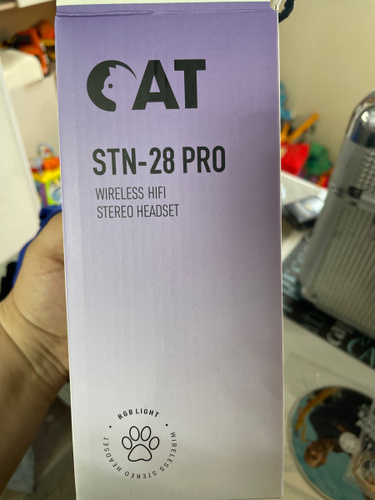 CAT
STN-28 PRO
WIRELESS HIFI
STEREO HEADSET
RGB LIGHT • WIRELESS STEREO HEADSET •